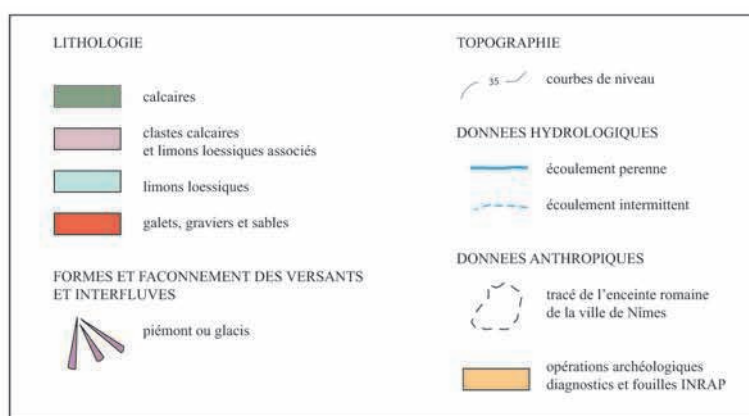 LITHOLOGIE
calcaires
clastes calcaires
et limons loessiques associés
limons loessiques
galets, graviers et sables
FORMES ET FACONNEMENT DES VERSANTS
ET INTERFLUVES
piémont ou glacis
TOPOGRAPHIE
35
courbes de niveau
DONNEES HYDROLOGIQUES
écoulement perenne
écoulement intermittent
DONNEES ANTHROPIQUES
tracé de l'enceinte romaine
de la ville de Nîmes
opérations archéologiques
diagnostics et fouilles INRAP